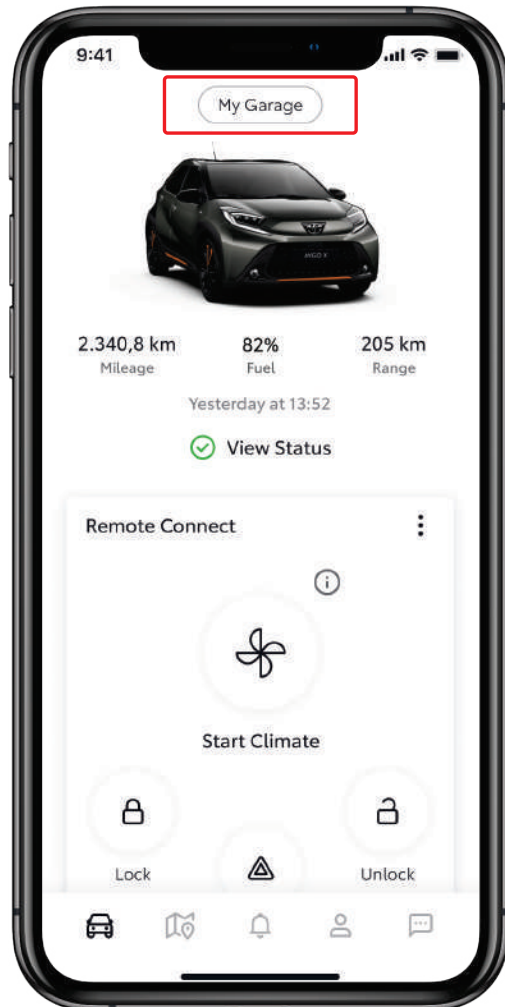 9:41
My Garage
AYGO X
2.340,8 km 82% 205 km
Mileage Fuel Range
Yesterday at 13:52
View Status
Remote Connect
Start Climate
Lock Unlock